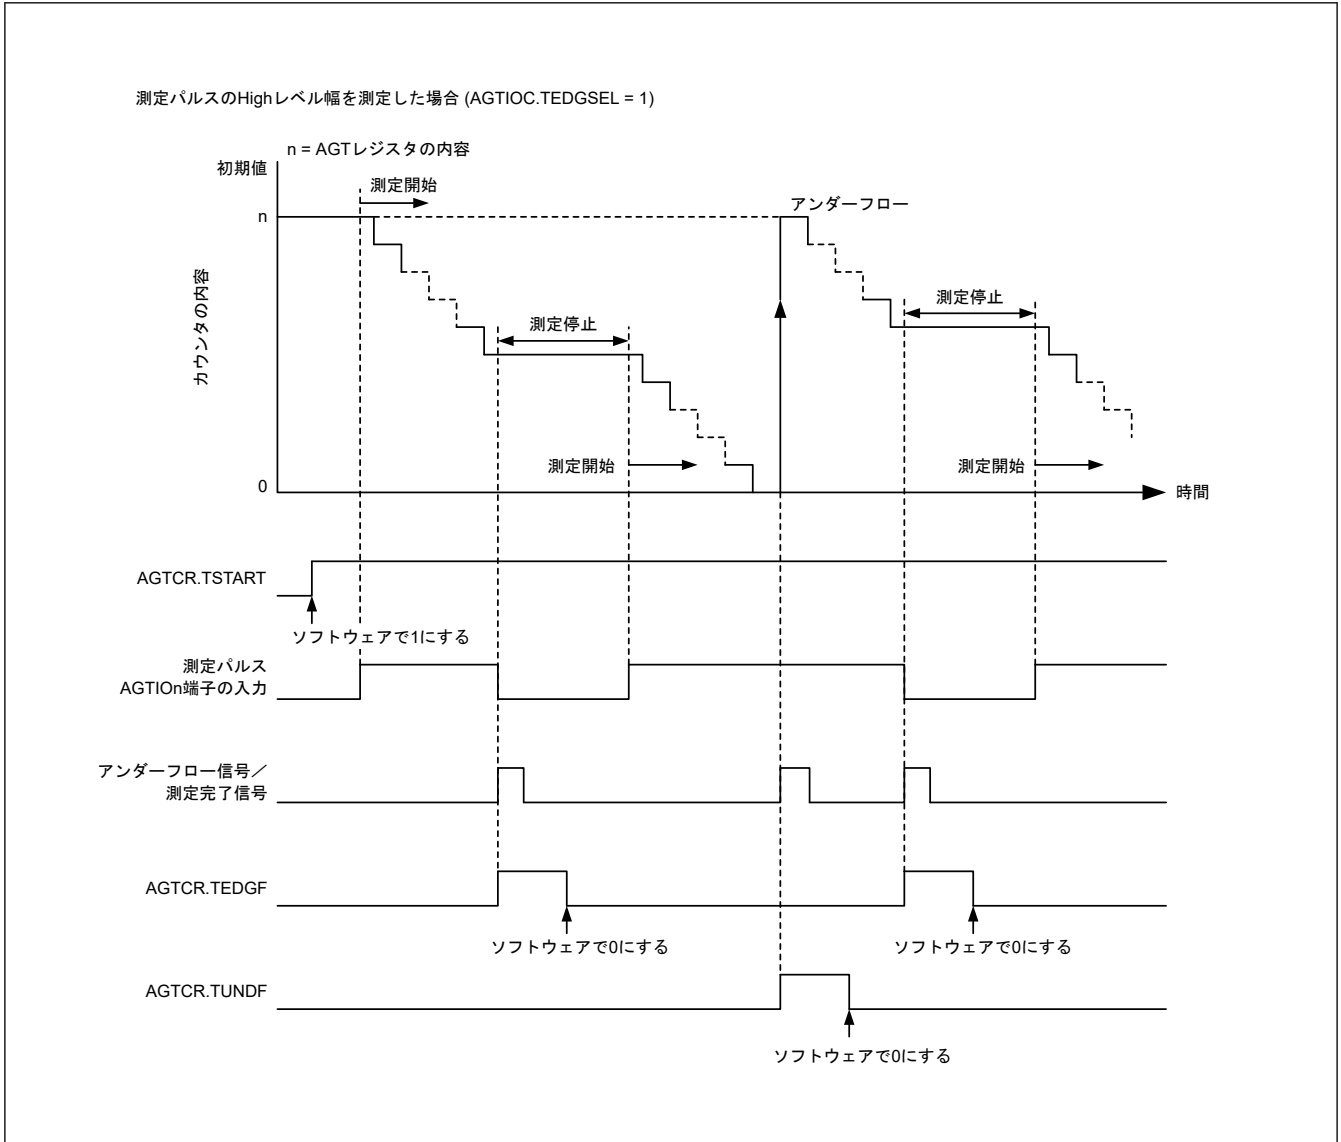 測定パルスのHighレベル幅を測定した場合 (AGTIOC.TEDGSEL = 1)
n = AGTレジスタの内容
初期値
測定開始
n
アンダーフロー
カウンタの内容
測定停止
測定停止
測定開始
測定開始
0
時間
AGTCR.TSTART
ソフトウェアで1にする
測定パルス
AGTIOn端子の入力
アンダーフロー信号／
測定完了信号
AGTCR.TEDGF
ソフトウェアで0にする
ソフトウェアで0にする
AGTCR.TUNDF
ソフトウェアで0にする